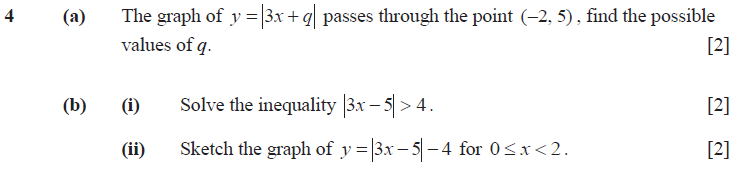 4 (a) The graph of y = |3x + q| passes through the point (−2, 5), find the possible
values of q. [2]
(b) (i) Solve the inequality |3x − 5| > 4. [2]
(ii) Sketch the graph of y = |3x − 5| − 4 for 0 ≤ x < 2. [2]